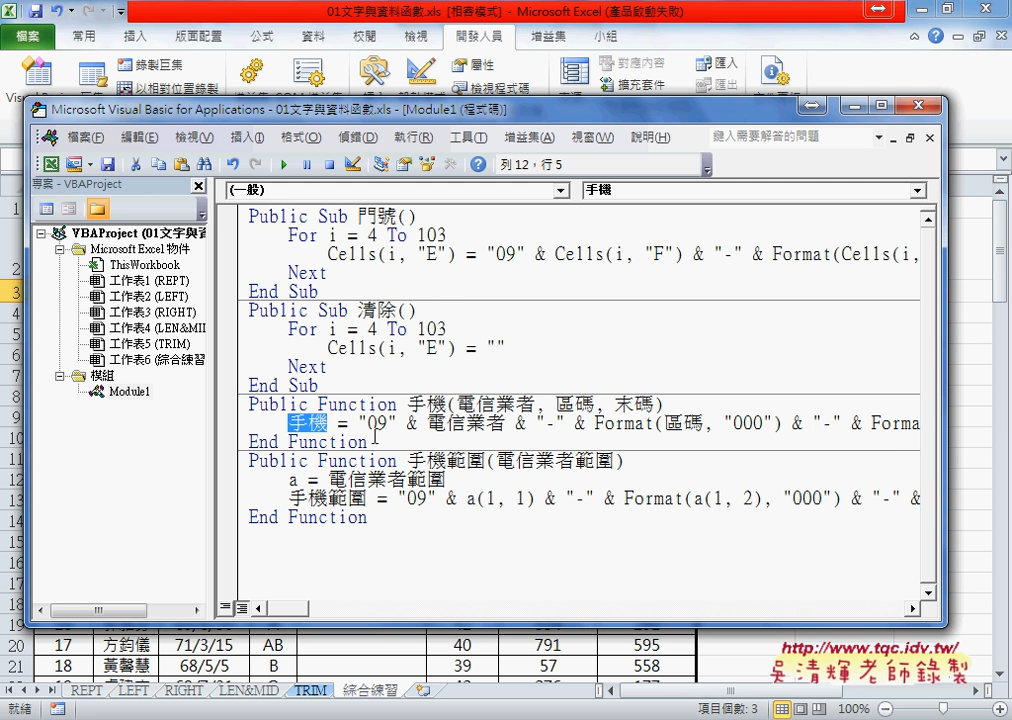 01文字與資料函數.xls [相容模式] - Microsoft Excel (產品啟動失敗)
檔案 常用 插入 版面配置 公式 資料 校閱 檢視 開發人員 增益集 小組
錄製巨集 屬性 對應內容 匯入
以相對位置錄製 檢視程式碼 擴充套件 匯出
Microsoft Visual Basic for Applications - 01文字與資料函數.xls - [Module1 (程式碼)]
檔案(F) 編輯(E) 檢視(V) 插入(I) 格式(O) 偵錯(D) 執行(R) 工具(T) 增益集(A) 視窗(W) 說明(H) 鍵入需要解答的問題
列 12，行 5
專案 - VBAProject
(一般) 手機
VBAProject (01文字與資
Microsoft Excel 物件
ThisWorkbook
工作表1 (REPT)
工作表2 (LEFT)
工作表3 (RIGHT)
工作表4 (LEN&MID
工作表5 (TRIM)
工作表6 (綜合練習
模組
Module1
Public Sub 門號()
For i = 4 To 103
Cells(i, "E") = "09" & Cells(i, "F") & "-" & Format(Cells(i,
Next
End Sub
Public Sub 清除()
For i = 4 To 103
Cells(i, "E") = ""
Next
End Sub
Public Function 手機(電信業者, 區碼, 末碼)
手機 = "09" & 電信業者 & "-" & Format(區碼, "000") & "-" & Forma
End Function
Public Function 手機範圍(電信業者範圍)
a = 電信業者範圍
手機範圍 = "09" & a(1, 1) & "-" & Format(a(1, 2), "000") & "-" &
End Function
20 17 方鈞儀 71/3/15 AB 40 791 595
21 18 黃馨慧 68/5/5 B 39 57 558
http://www.tqc.idv.tw/
吳清輝老師錄製
REPT LEFT RIGHT LEN&MID TRIM 綜合練習
就緒 項目個數: 3 100%